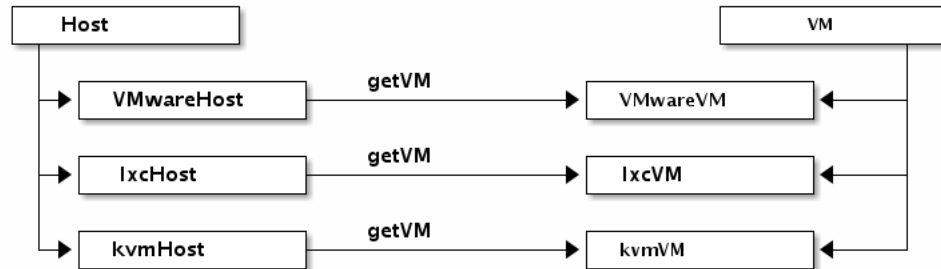 Host
VM
getVM
VMwareHost
VMwareVM
getVM
lxcHost
lxcVM
getVM
kvmHost
kvmVM